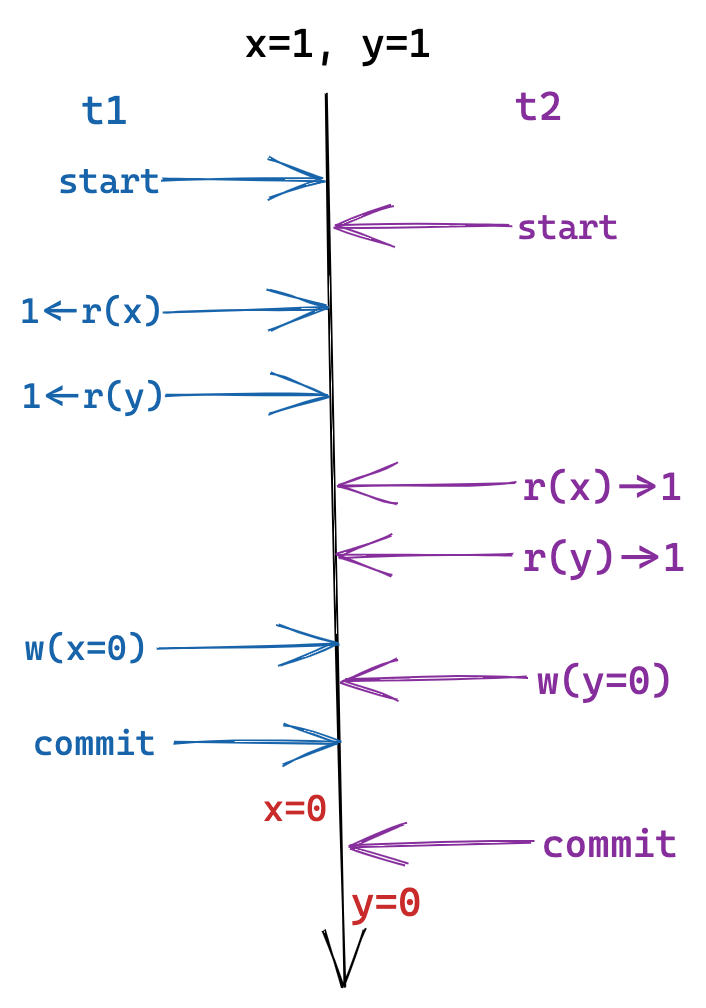 x=1, y=1
t1
t2
start
start
1←r(x)
1←r(y)
r(x)→1
r(y)→1
w(x=0)
w(y=0)
commit
x=0
commit
y=0